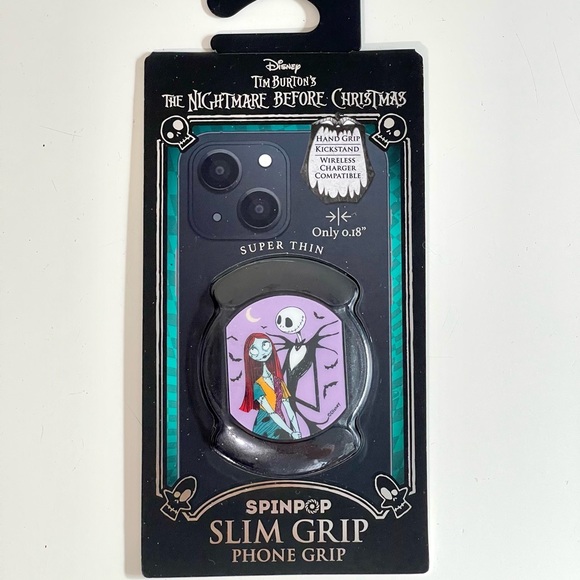 Disney
TIM BURTON'S
THE NIGHTMARE BEFORE CHRISTMAS
HAND GRIP
KICKSTAND
WIRELESS
CHARGER
COMPATIBLE
Only 0.18"
SUPER THIN
©Disney
SPINPOP
SLIM GRIP
PHONE GRIP